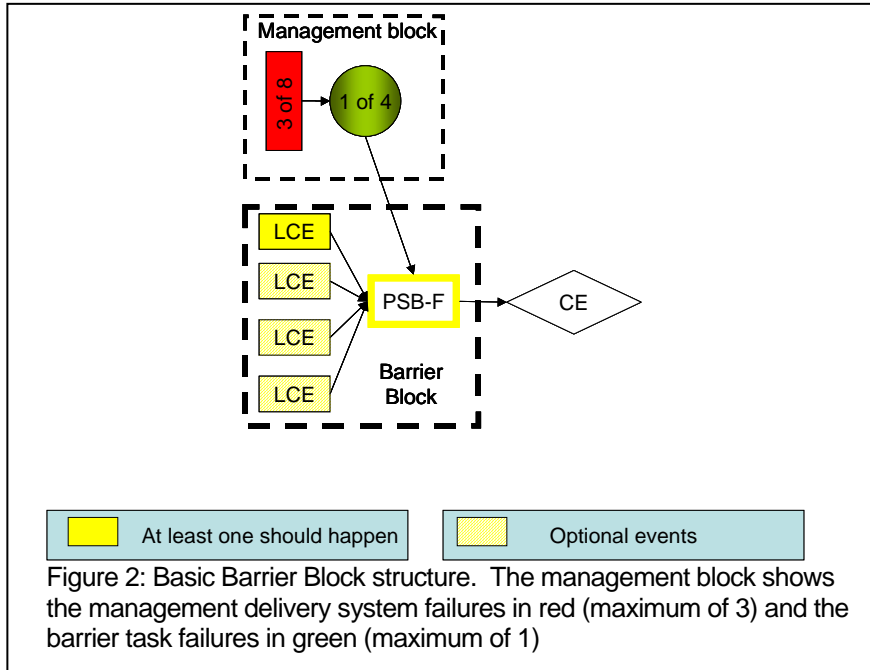 Management block
3 of 8
1 of 4
LCE
LCE
LCE
LCE
PSB-F
CE
Barrier
Block
At least one should happen
Optional events
Figure 2: Basic Barrier Block structure. The management block shows
the management delivery system failures in red (maximum of 3) and the
barrier task failures in green (maximum of 1)